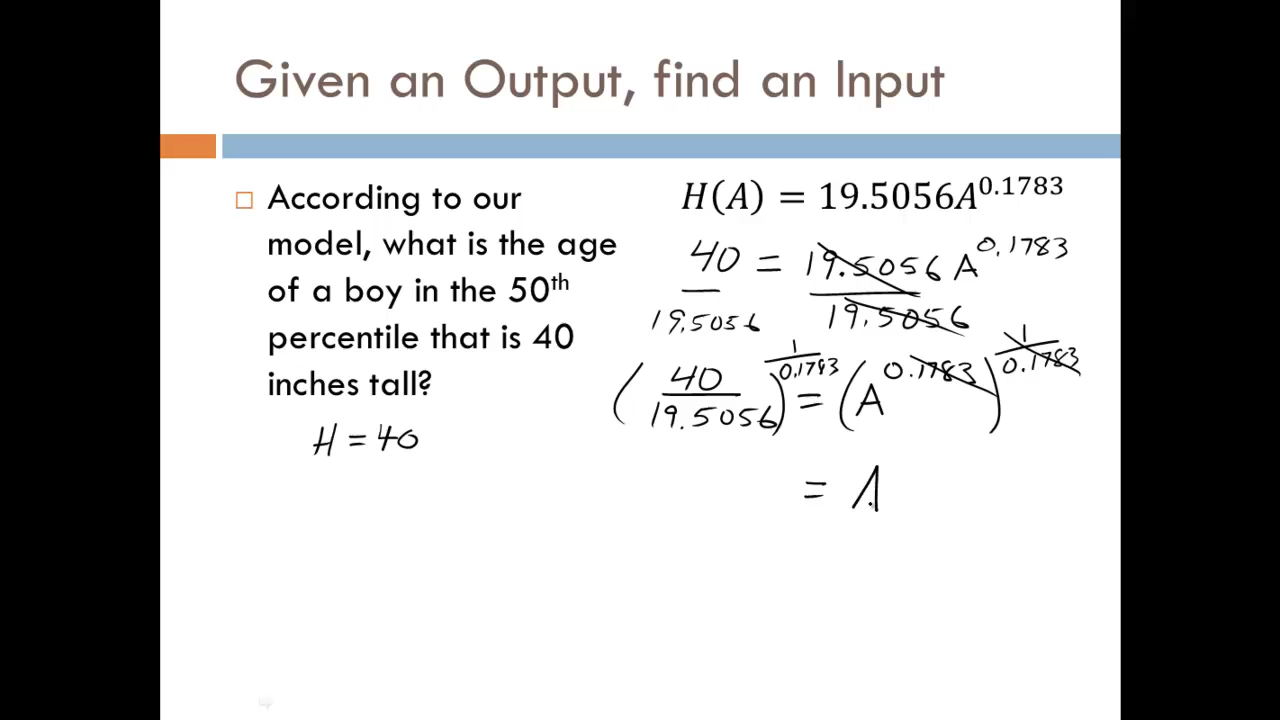 Given an Output, find an Input
According to our
model, what is the age
of a boy in the 50th
percentile that is 40
inches tall?
H = 40
H(A) = 19.5056A^0.1783
40 = 19.5056 A^0.1783
19.5056 19.5056
(40/19.5056)^1/0.1783 = (A^0.1783)^1/0.1783
= A